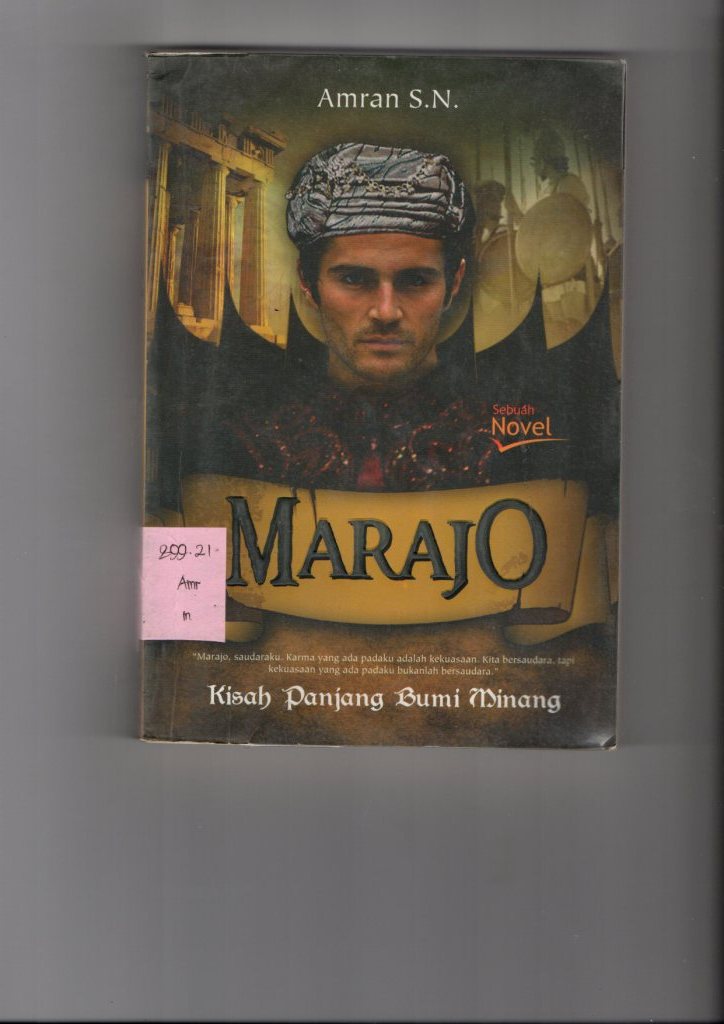 Amran S.N.
Sebuah
Novel
MARAJO
299.21
Amr
m
"Marajo, saudaraku. Karma yang ada padaku adalah kekuasaan. Kita bersaudara, tapi
kekuasaan yang ada padaku bukanlah bersaudara."
Kisah Panjang Bumi Minang